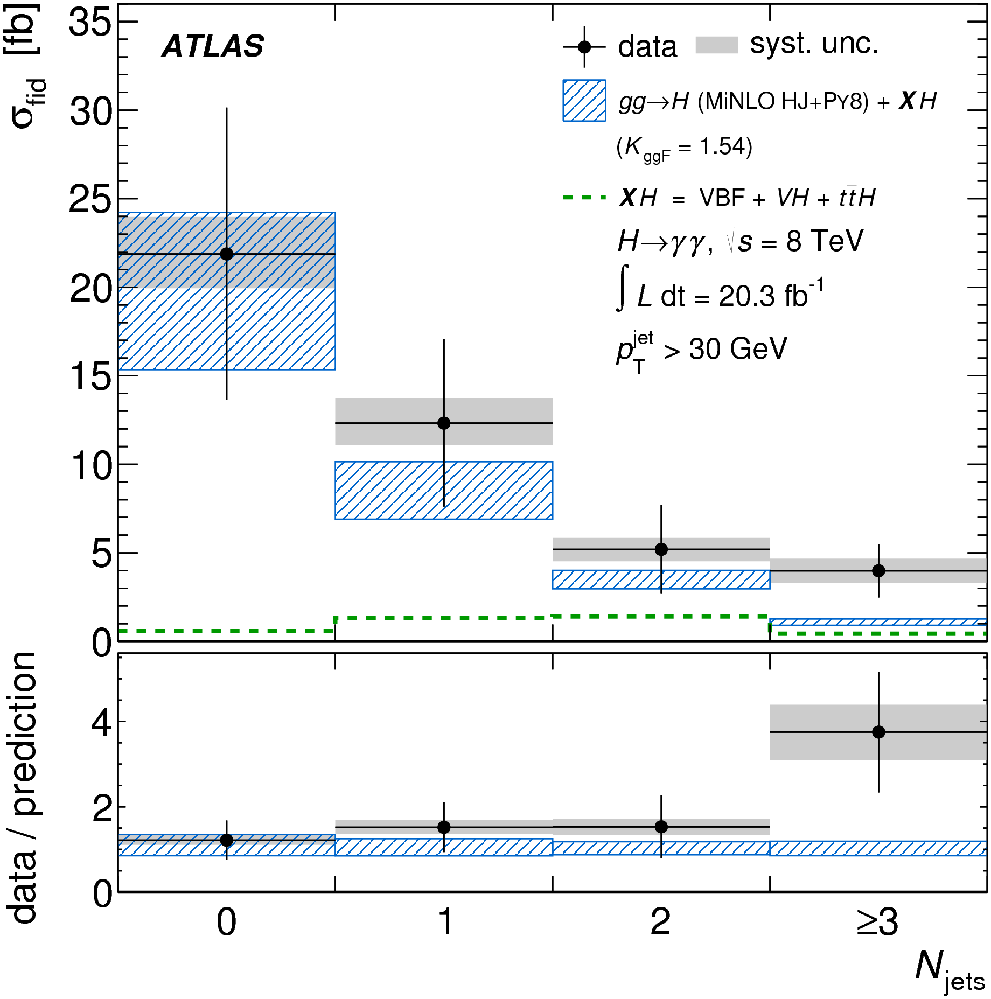 σfid [fb]
35
30
25
20
15
10
5
0
ATLAS
data syst. unc.
gg→H (MiNLO HJ+PY8) + XH
(KggF = 1.54)
XH = VBF + VH + tt̄H
H→γγ, √s = 8 TeV
∫ L dt = 20.3 fb-1
pTjet > 30 GeV
data / prediction
4
2
0
0 1 2 ≥3
Njets